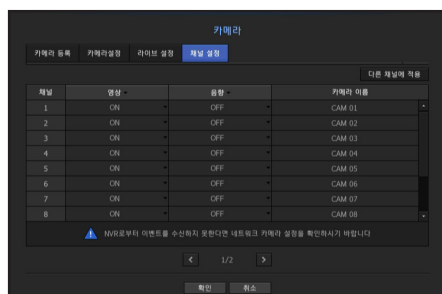 카메라
카메라 등록 카메라설정 라이브 설정 채널 설정
다른 채널에 적용
채널 영상 음향 카메라 이름
1 ON OFF CAM 01
2 ON OFF CAM 02
3 ON OFF CAM 03
4 ON OFF CAM 04
5 ON OFF CAM 05
6 ON OFF CAM 06
7 ON OFF CAM 07
8 ON OFF CAM 08
NVR로부터 이벤트를 수신하지 못한다면 네트워크 카메라 설정을 확인하시기 바랍니다
< 1/2 >
확인 취소